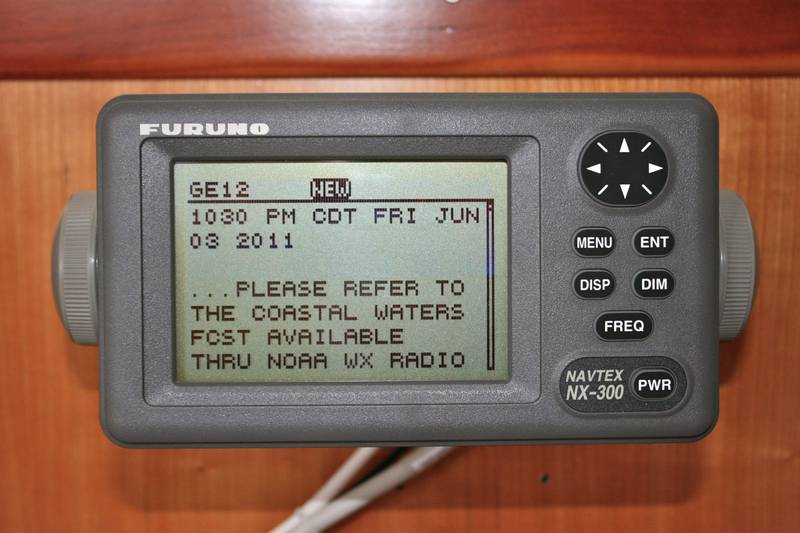 FURUNO
GE12 NEW
1030 PM CDT FRI JUN
03 2011
...PLEASE REFER TO
THE COASTAL WATERS
FCST AVAILABLE
THRU NOAA WX RADIO
MENU ENT
DISP DIM
FREQ
NAVTEX
NX-300 PWR